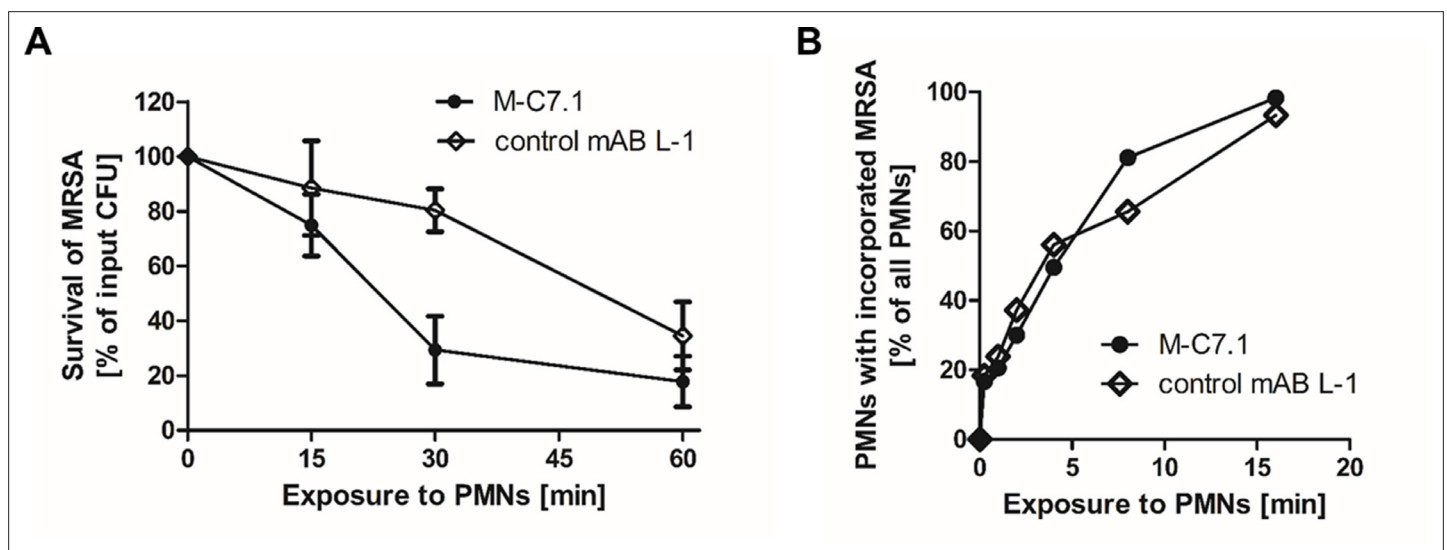 A
Survival of MRSA
[% of input CFU]
120
100
80
60
40
20
0
0 15 30 45 60
Exposure to PMNs [min]
M-C7.1
control mAB L-1
B
PMNs with incorporated MRSA
[% of all PMNs]
100
80
60
40
20
0
0 5 10 15 20
Exposure to PMNs [min]
M-C7.1
control mAB L-1